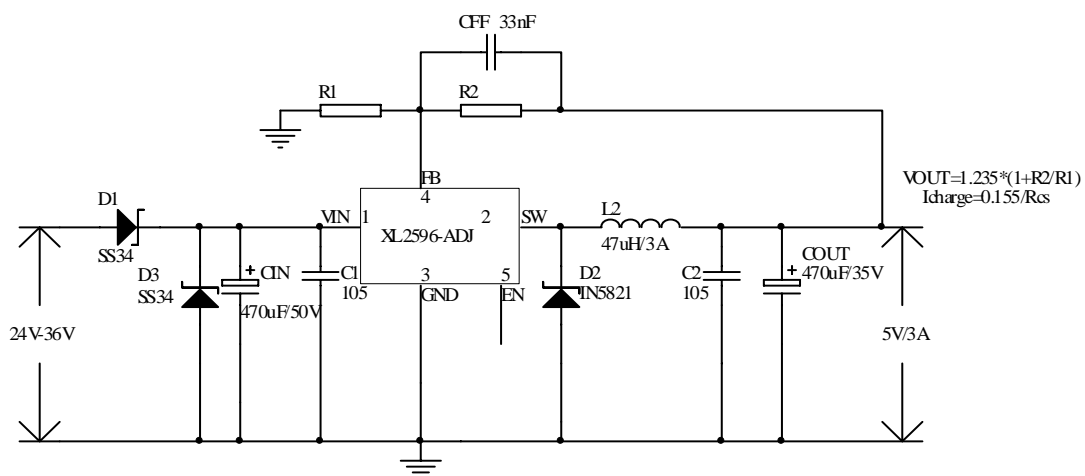 CFF 33nF
R1
R2
FB
4
D1
VIN
1
2
SW
L2
VOUT=1.235*(1+R2/R1)
Icharge=0.155/Rcs
XL2596-ADJ
SS34
47uH/3A
D3
SS34
CIN
C1
105
3
GND
5
EN
D2
IN5821
C2
105
COUT
470uF/35V
470uF/50V
24V-36V
5V/3A
+
+